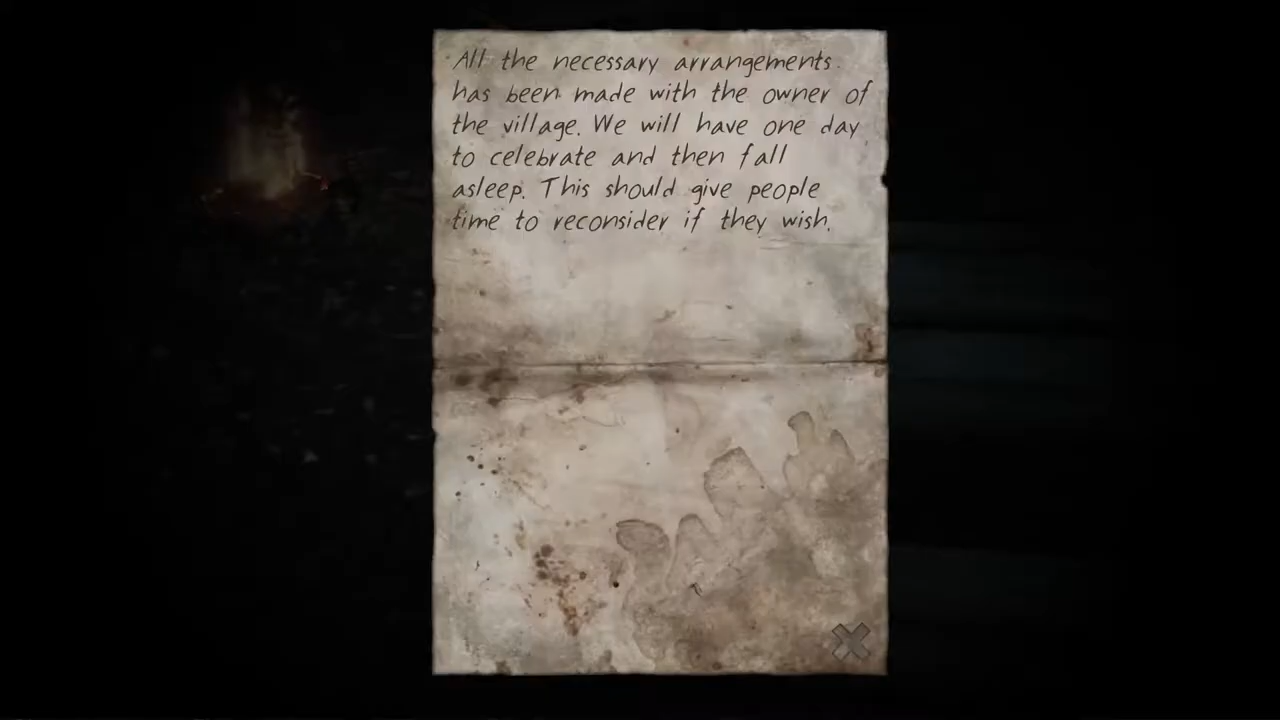 All the necessary arrangements
has been made with the owner of
the village. We will have one day
to celebrate and then fall
asleep. This should give people
time to reconsider if they wish.